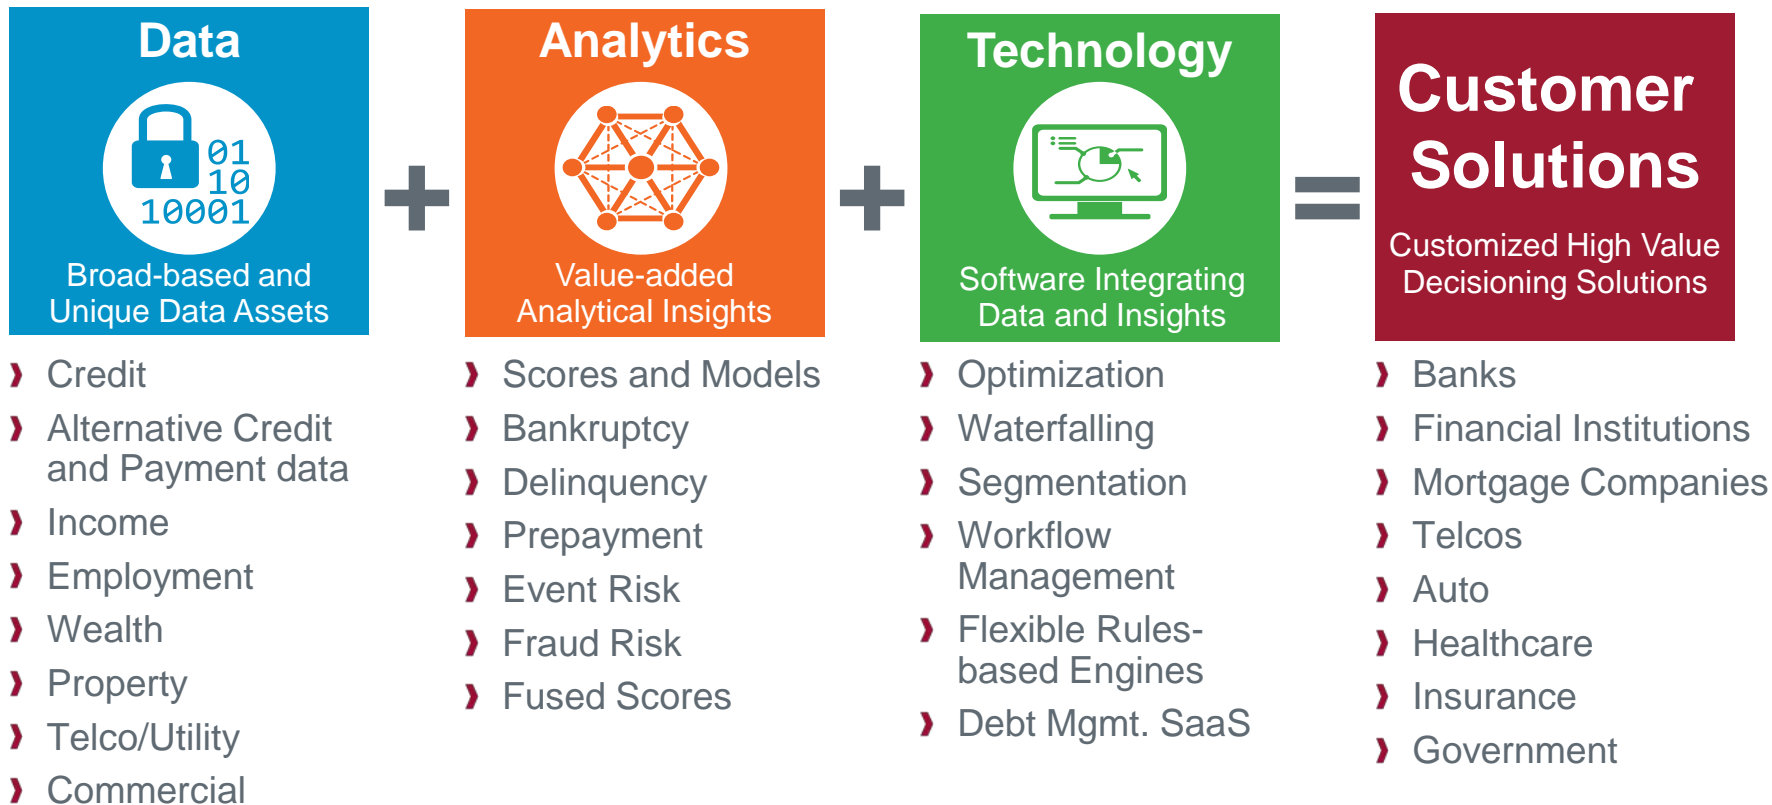 Data
01
10
10001
Broad-based and
Unique Data Assets
Credit
Alternative Credit
and Payment data
Income
Employment
Wealth
Property
Telco/Utility
Commercial
Analytics
Value-added
Analytical Insights
Scores and Models
Bankruptcy
Delinquency
Prepayment
Event Risk
Fraud Risk
Fused Scores
Technology
Software Integrating
Data and Insights
Optimization
Waterfalling
Segmentation
Workflow
Management
Flexible Rules-
based Engines
Debt Mgmt. SaaS
Customer
Solutions
Customized High Value
Decisioning Solutions
Banks
Financial Institutions
Mortgage Companies
Telcos
Auto
Healthcare
Insurance
Government